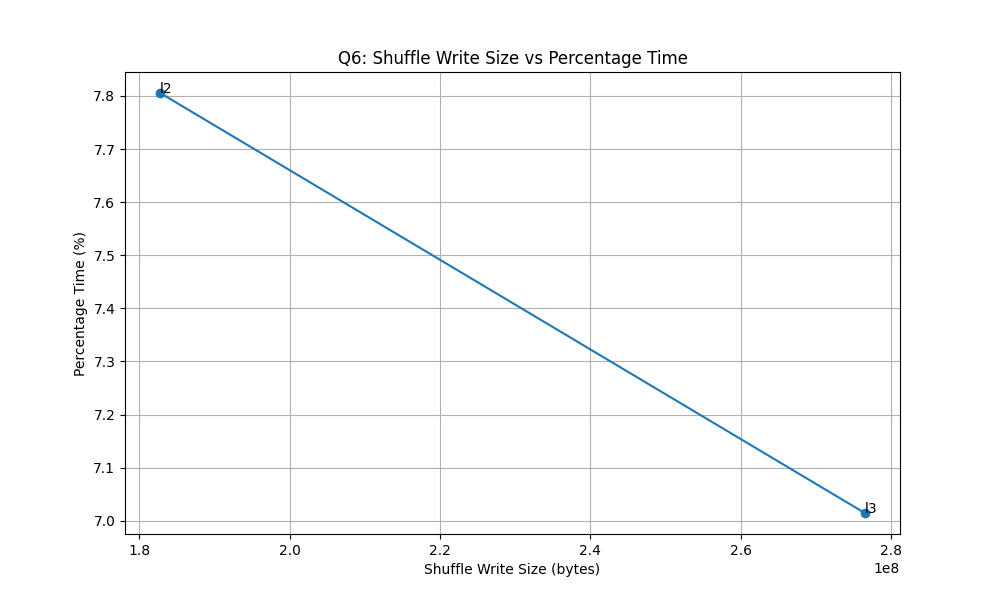 Q6: Shuffle Write Size vs Percentage Time
Percentage Time (%)
7.8
7.7
7.6
7.5
7.4
7.3
7.2
7.1
7.0
l2
l3
1.8 2.0 2.2 2.4 2.6 2.8
1e8
Shuffle Write Size (bytes)